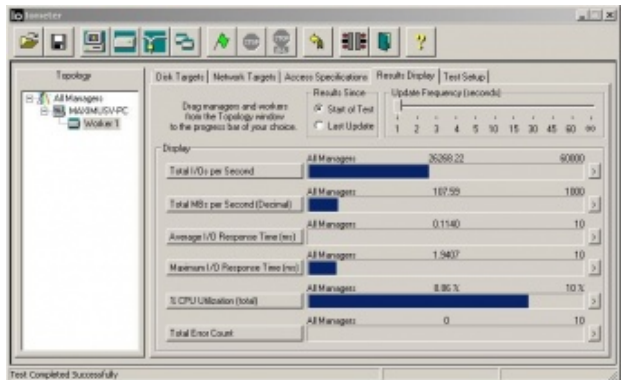 Iometer
Topology
All Managers
MAXIMUSV-PC
Worker 1
Disk Targets
Network Targets
Access Specifications
Results Display
Test Setup
Drag managers and workers
from the Topology window
to the progress bar of your choice.
Results Since
Start of Test
Last Update
Update Frequency (seconds)
1 2 3 4 5 10 15 30 45 60 oo
Display
All Managers 26268.22 60000
Total I/Os per Second
All Managers 107.59 1000
Total MBs per Second (Decimal)
All Managers 0.1140 10
Average I/O Response Time (ms)
All Managers 1.9407 10
Maximum I/O Response Time (ms)
All Managers 8.86 % 10 %
% CPU Utilization (total)
All Managers 0 10
Total Error Count
Test Completed Successfully